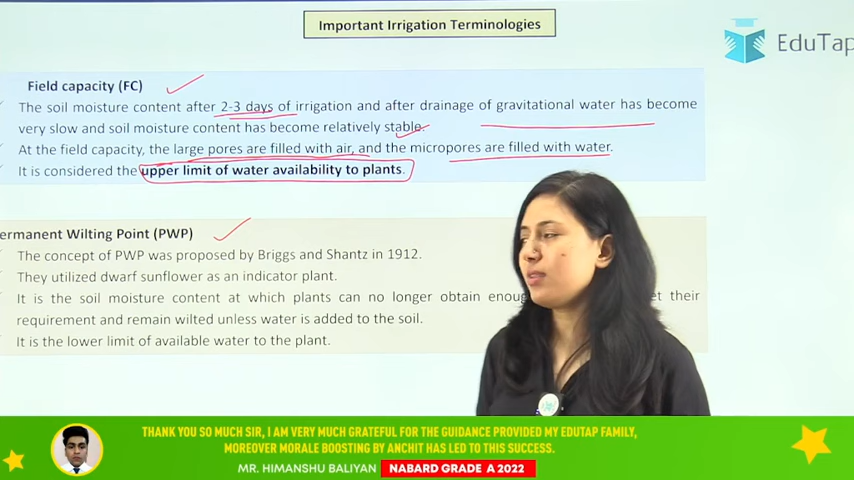 Important Irrigation Terminologies
EduTap
Field capacity (FC)
The soil moisture content after 2-3 days of irrigation and after drainage of gravitational water has become
very slow and soil moisture content has become relatively stable.
At the field capacity, the large pores are filled with air, and the micropores are filled with water.
It is considered the upper limit of water availability to plants.
ermanent Wilting Point (PWP)
The concept of PWP was proposed by Briggs and Shantz in 1912.
They utilized dwarf sunflower as an indicator plant.
It is the soil moisture content at which plants can no longer obtain enoug et their
requirement and remain wilted unless water is added to the soil.
It is the lower limit of available water to the plant.
THANK YOU SO MUCH SIR, I AM VERY MUCH GRATEFUL FOR THE GUIDANCE PROVIDED MY EDUTAP FAMILY,
MOREOVER MORALE BOOSTING BY ANCHIT HAS LED TO THIS SUCCESS.
MR. HIMANSHU BALIYAN NABARD GRADE A 2022